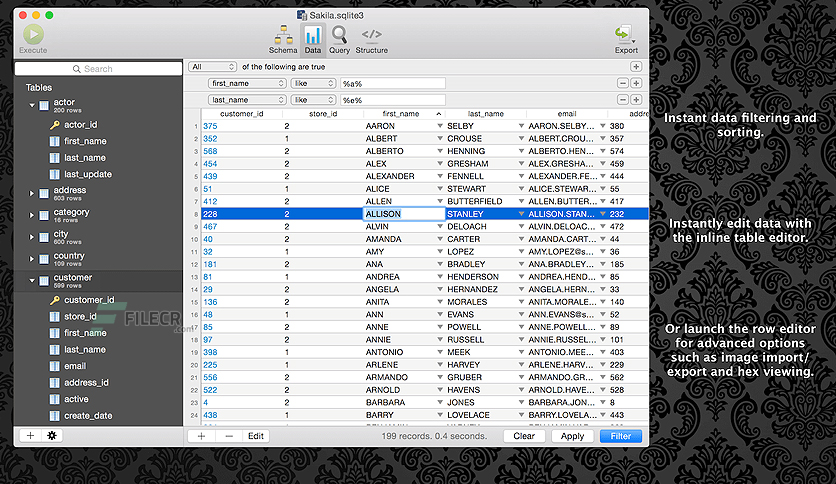 Sakila.sqlite3
Execute
Schema Data Query Structure
Export
Search
All of the following are true
first_name like %a%
last_name like %e%
Tables
actor
200 rows
actor_id
first_name
last_name
last_update
address
603 rows
category
16 rows
city
600 rows
country
109 rows
customer
599 rows
customer_id
store_id
first_name
last_name
email
address_id
active
create_date
FILECR
.com
customer_id store_id first_name last_name email addre
1 375 2 AARON SELBY AARON.SELBY... 380
2 352 1 ALBERT CROUSE ALBERT.CROU... 357
3 568 2 ALBERTO HENNING ALBERTO.HEN... 574
4 454 2 ALEX GRESHAM ALEX.GRESHA... 459
5 439 2 ALEXANDER FENNELL ALEXANDER.FE... 444
6 51 1 ALICE STEWART ALICE.STEWAR... 55
7 412 2 ALLEN BUTTERFIELD ALLEN.BUTTER... 417
8 228 2 ALLISON STANLEY ALLISON.STAN... 232
9 467 2 ALVIN DELOACH ALVIN.DELOAC... 472
10 40 2 AMANDA CARTER AMANDA.CART... 44
11 32 1 AMY LOPEZ AMY.LOPEZ@s... 36
12 181 2 ANA BRADLEY ANA.BRADLEY... 185
13 81 1 ANDREA HENDERSON ANDREA.HEND... 85
14 29 2 ANGELA HERNANDEZ ANGELA.HERN... 33
15 136 2 ANITA MORALES ANITA.MORALE... 140
16 48 1 ANN EVANS ANN.EVANS@s... 52
17 85 2 ANNE POWELL ANNE.POWELL... 89
18 97 2 ANNIE RUSSELL ANNIE.RUSSEL... 101
19 398 1 ANTONIO MEEK ANTONIO.MEEK... 403
20 225 1 ARLENE HARVEY ARLENE.HARVE... 229
21 556 2 ARMANDO GRUBER ARMANDO.GR... 562
22 522 2 ARNOLD HAVENS ARNOLD.HAVE... 528
23 4 2 BARBARA JONES BARBARA.JON... 8
24 438 1 BARRY LOVELACE BARRY.LOVELA... 443
Edit
199 records. 0.4 seconds.
Clear Apply Filter
Instant data filtering and
sorting.
Instantly edit data with
the inline table editor.
Or launch the row editor
for advanced options
such as image import/
export and hex viewing.